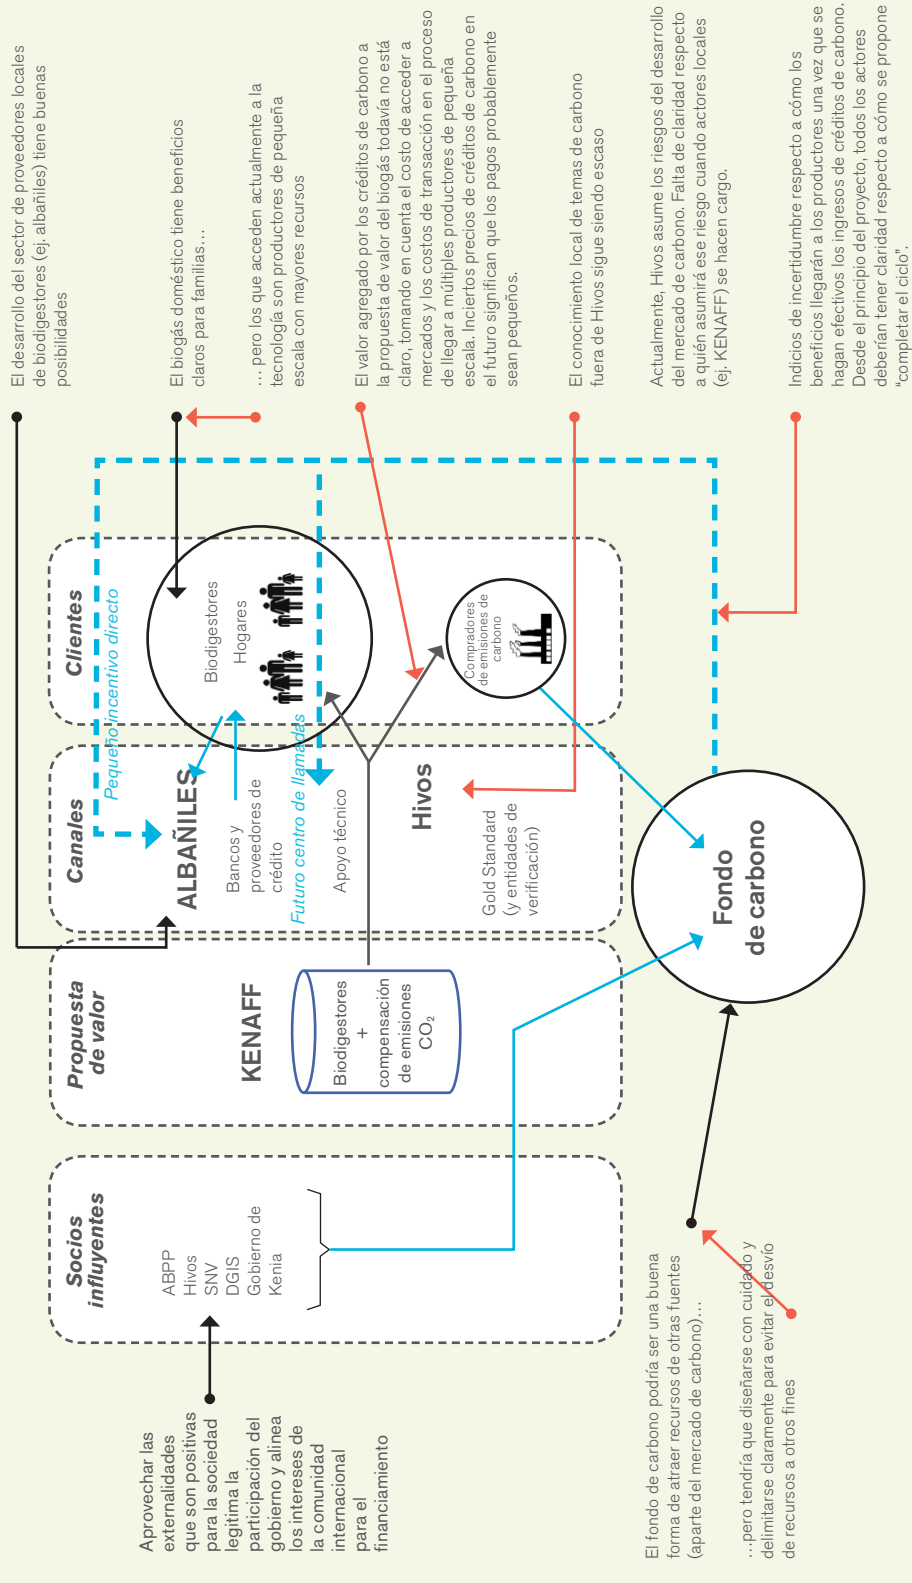 Aprovechar las
externalidades
que son positivas
para la sociedad
legitima la
participación del
gobierno y alinea
los intereses de
la comunidad
internacional
para el
financiamiento
Socios
influyentes
ABPP
Hivos
SNV
DGIS
Gobierno de
Kenia
Propuesta
de valor
KENAFF
Biodigestores
+
compensación
de emisiones
CO₂
Canales
ALBAÑILES
Bancos y
proveedores de
crédito
Futuro centro de llamadas
Apoyo técnico
Hivos
Gold Standard
(y entidades de
verificación)
Clientes
Pequeño incentivo directo
Biodigestores
Hogares
Compradores
de emisiones de
carbono
Fondo
de carbono
El desarrollo del sector de proveedores locales
de biodigestores (ej. albañiles) tiene buenas
posibilidades
El biogás doméstico tiene beneficios
claros para familias…
… pero los que acceden actualmente a la
tecnología son productores de pequeña
escala con mayores recursos
El valor agregado por los créditos de carbono a
la propuesta de valor del biogás todavía no está
claro, tomando en cuenta el costo de acceder a
mercados y los costos de transacción en el proceso
de llegar a múltiples productores de pequeña
escala. Inciertos precios de créditos de carbono en
el futuro significan que los pagos probablemente
sean pequeños.
El conocimiento local de temas de carbono
fuera de Hivos sigue siendo escaso
Actualmente, Hivos asume los riesgos del desarrollo
del mercado de carbono. Falta de claridad respecto
a quién asumirá ese riesgo cuando actores locales
(ej. KENAFF) se hacen cargo.
Indicios de incertidumbre respecto a cómo los
beneficios llegarán a los productores una vez que se
hagan efectivos los ingresos de créditos de carbono.
Desde el principio del proyecto, todos los actores
deberían tener claridad respecto a cómo se propone
“completar el ciclo”.
El fondo de carbono podría ser una buena
forma de atraer recursos de otras fuentes
(aparte del mercado de carbono)…
…pero tendría que diseñarse con cuidado y
delimitarse claramente para evitar el desvío
de recursos a otros fines